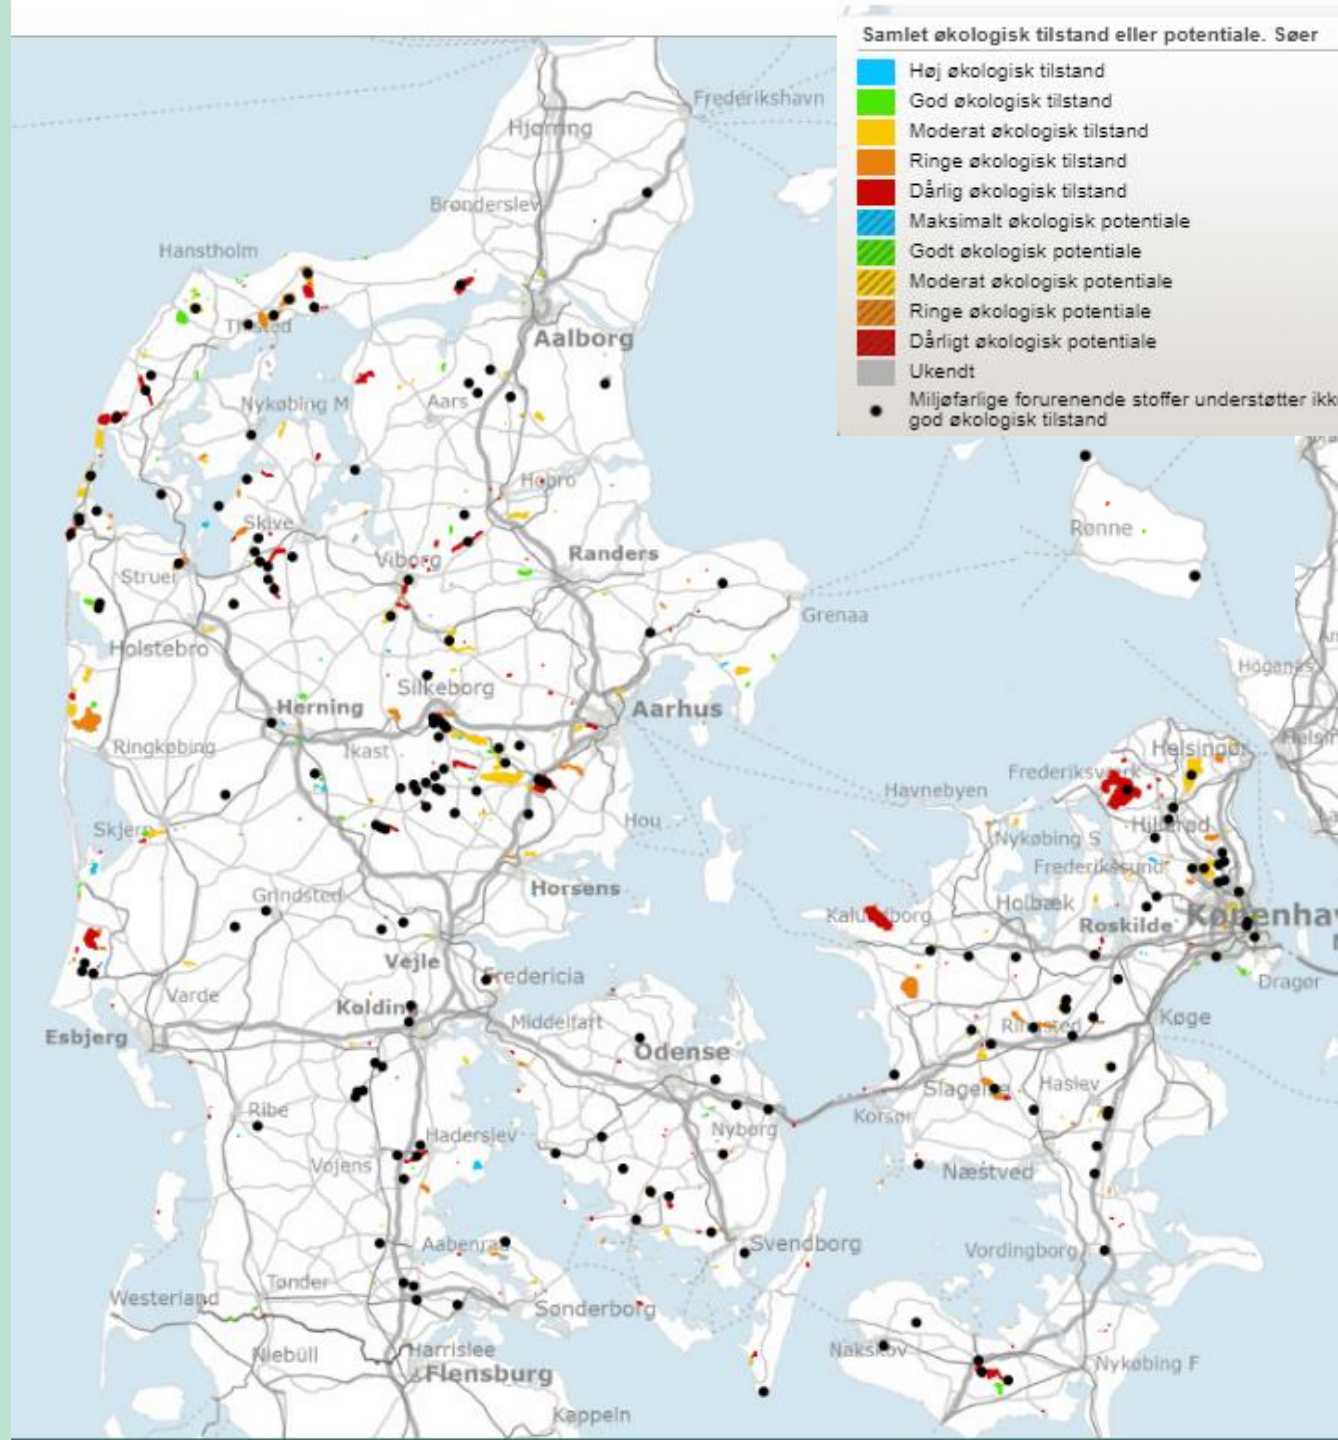 Samlet økologisk tilstand eller potentiale. Søer
Høj økologisk tilstand
God økologisk tilstand
Moderat økologisk tilstand
Ringe økologisk tilstand
Dårlig økologisk tilstand
Maksimalt økologisk potentiale
Godt økologisk potentiale
Moderat økologisk potentiale
Ringe økologisk potentiale
Dårligt økologisk potentiale
Ukendt
Miljøfarlige forurenende stoffer understøtter ikk
god økologisk tilstand
Frederikshavn
Hjørring
Brønderslev
Hanstholm
Thisted
Aalborg
Nykøbing M
Aars
Hobro
Skive
Rønne
Viborg
Randers
Struer
Grenaa
Holstebro
Höganäs
Silkeborg
Herning
Aarhus
Ringkøbing
Ikast
Helsingør
Frederiksværk
Havnebyen
Skjern
Hou
Nykøbing S
Hillerød
Frederikssund
Grindsted
Horsens
Kalundborg
Holbæk
Roskilde
Københa
Vejle
Fredericia
Dragør
Varde
Kolding
Middelfart
Ringsted
Køge
Esbjerg
Odense
Slagelse
Haslev
Ribe
Korsør
Nyborg
Haderslev
Vojens
Næstved
Aabenraa
Svendborg
Vordingborg
Tønder
Westerland
Sønderborg
Nakskov
Niebüll
Harrislee
Nykøbing F
Flensburg
Kappeln